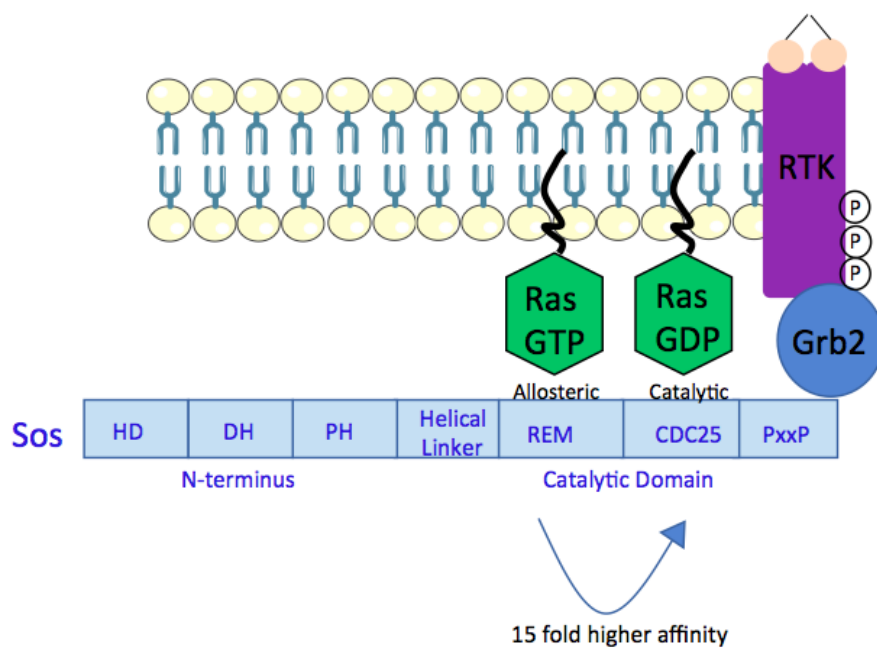 RTK
P
P
P
Ras
GTP
Ras
GDP
Grb2
Allosteric
Catalytic
Sos
HD
DH
PH
Helical
Linker
REM
CDC25
PxxP
N-terminus
Catalytic Domain
15 fold higher affinity